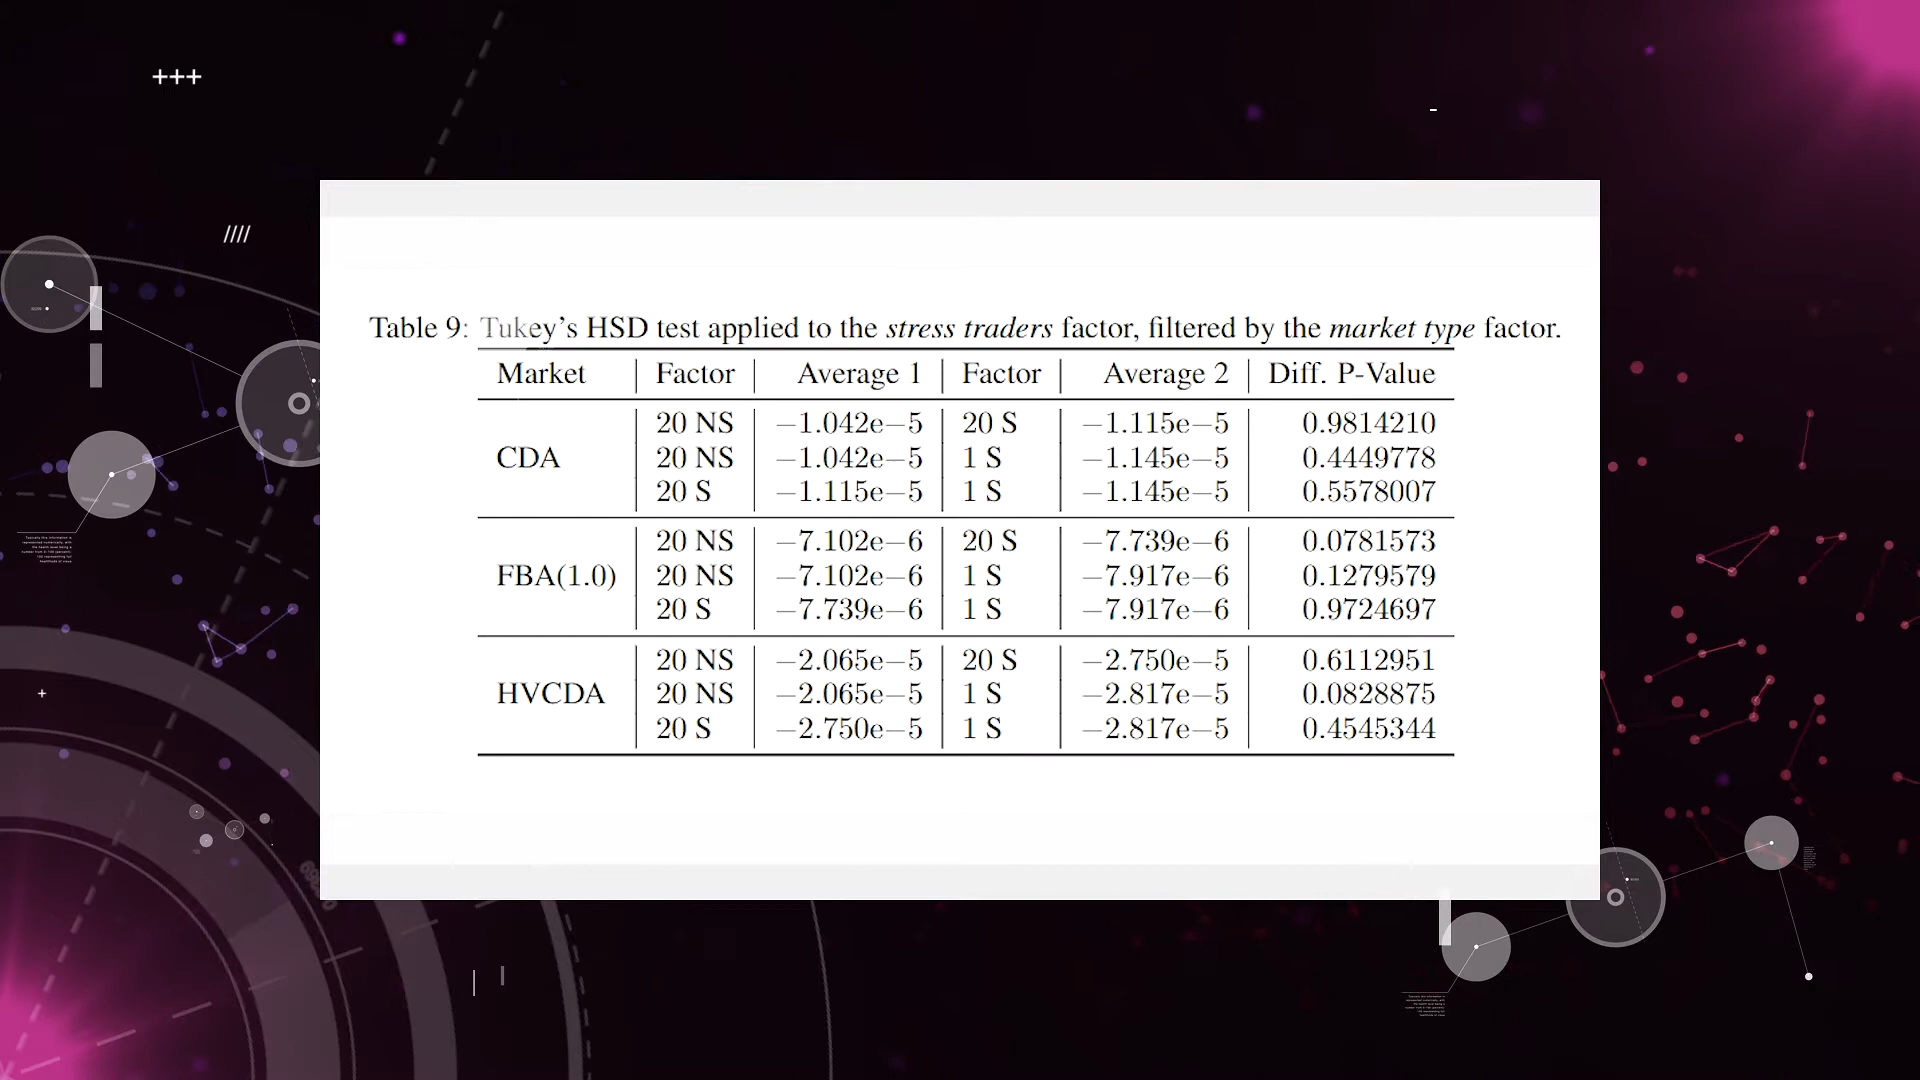 +++
////
Table 9: Tukey’s HSD test applied to the stress traders factor, filtered by the market type factor.
Market Factor Average 1 Factor Average 2 Diff. P-Value
20 NS −1.042e−5 20 S −1.115e−5 0.9814210
CDA 20 NS −1.042e−5 1 S −1.145e−5 0.4449778
20 S −1.115e−5 1 S −1.145e−5 0.5578007
20 NS −7.102e−6 20 S −7.739e−6 0.0781573
FBA(1.0) 20 NS −7.102e−6 1 S −7.917e−6 0.1279579
20 S −7.739e−6 1 S −7.917e−6 0.9724697
20 NS −2.065e−5 20 S −2.750e−5 0.6112951
HVCDA 20 NS −2.065e−5 1 S −2.817e−5 0.0828875
20 S −2.750e−5 1 S −2.817e−5 0.4545344